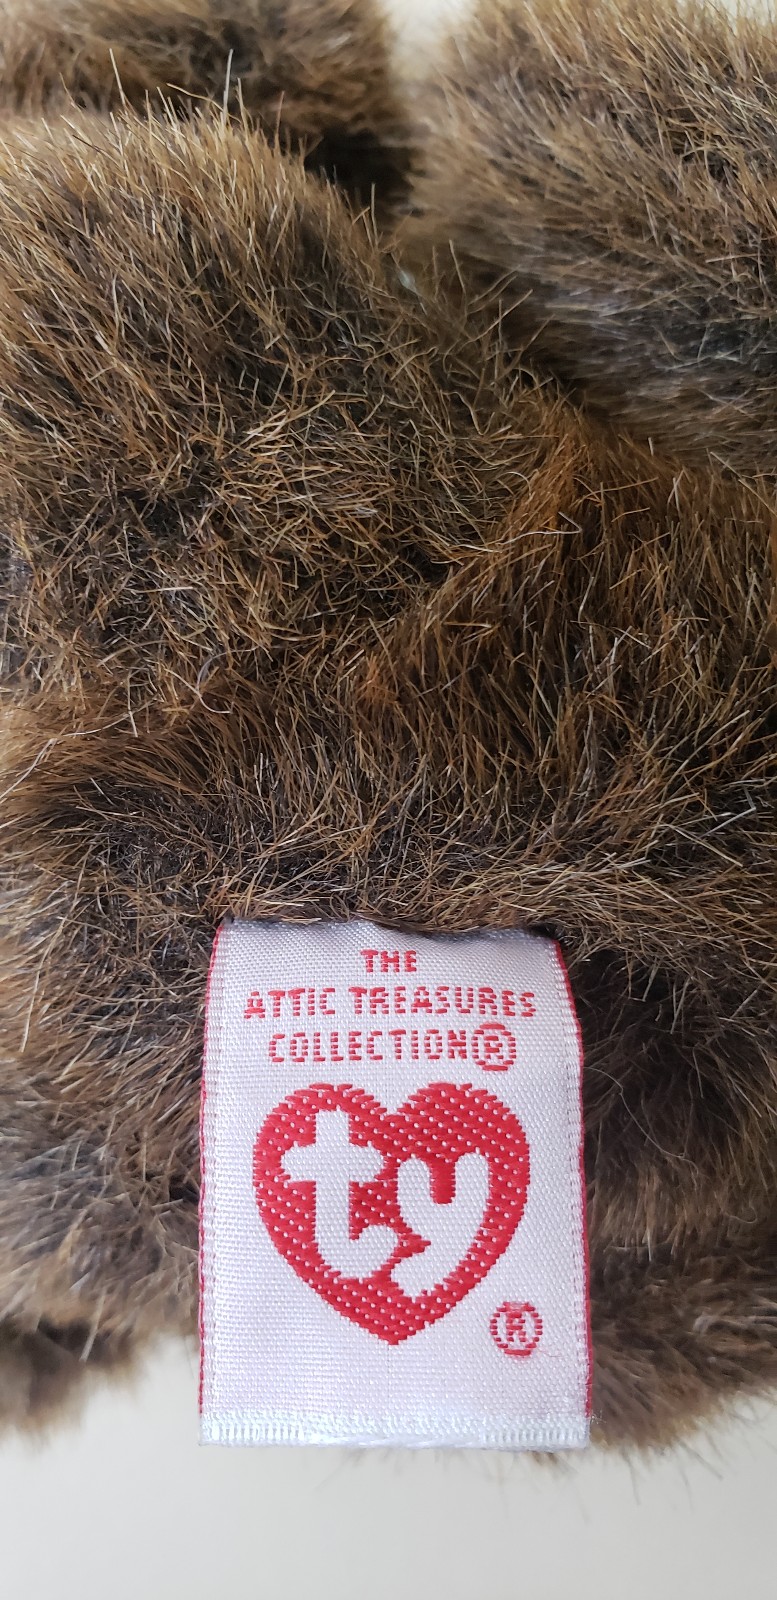 THE
ATTIC TREASURES
COLLECTION®
ty
®